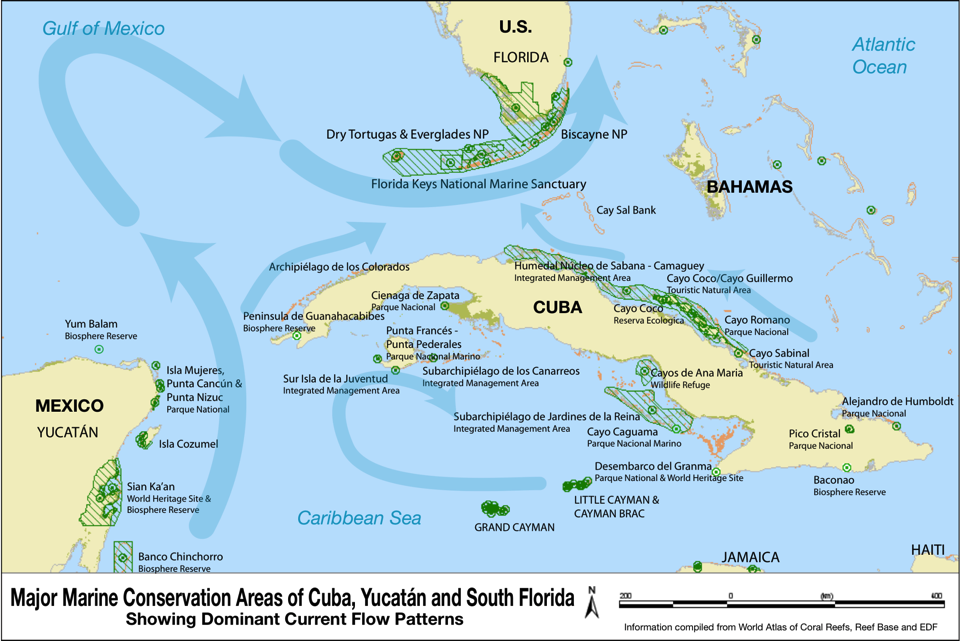 Gulf of Mexico
U.S.
FLORIDA
Atlantic
Ocean
Dry Tortugas & Everglades NP
Biscayne NP
Florida Keys National Marine Sanctuary
BAHAMAS
Cay Sal Bank
Archipiélago de los Colorados
Humedal Núcleo de Sabana - Camaguey
Integrated Management Area
Cayo Coco/Cayo Guillermo
Touristic Natural Area
Cienaga de Zapata
Parque Nacional
CUBA
Cayo Coco
Reserva Ecologica
Cayo Romano
Parque Nacional
Peninsula de Guanahacabibes
Biosphere Reserve
Yum Balam
Biosphere Reserve
Punta Francés -
Punta Pederales
Parque Nacional Marino
Cayo Sabinal
Touristic Natural Area
Isla Mujeres,
Punta Cancún &
Punta Nizuc
Parque National
Sur Isla de la Juventud
Integrated Management Area
Subarchipiélago de los Canarreos
Integrated Management Area
Cayos de Ana Maria
Wildlife Refuge
MEXICO
YUCATÁN
Alejandro de Humboldt
Parque Nacional
Subarchipiélago de Jardines de la Reina
Integrated Management Area
Cayo Caguama
Parque Nacional Marino
Pico Cristal
Parque Nacional
Isla Cozumel
Desembarco del Granma
Parque National & World Heritage Site
Baconao
Biosphere Reserve
Sian Ka'an
World Heritage Site &
Biosphere Reserve
LITTLE CAYMAN &
CAYMAN BRAC
Caribbean Sea
GRAND CAYMAN
Banco Chinchorro
Biosphere Reserve
JAMAICA
HAITI
Major Marine Conservation Areas of Cuba, Yucatán and South Florida
Showing Dominant Current Flow Patterns
N
200 0 (km) 400
Information compiled from World Atlas of Coral Reefs, Reef Base and EDF